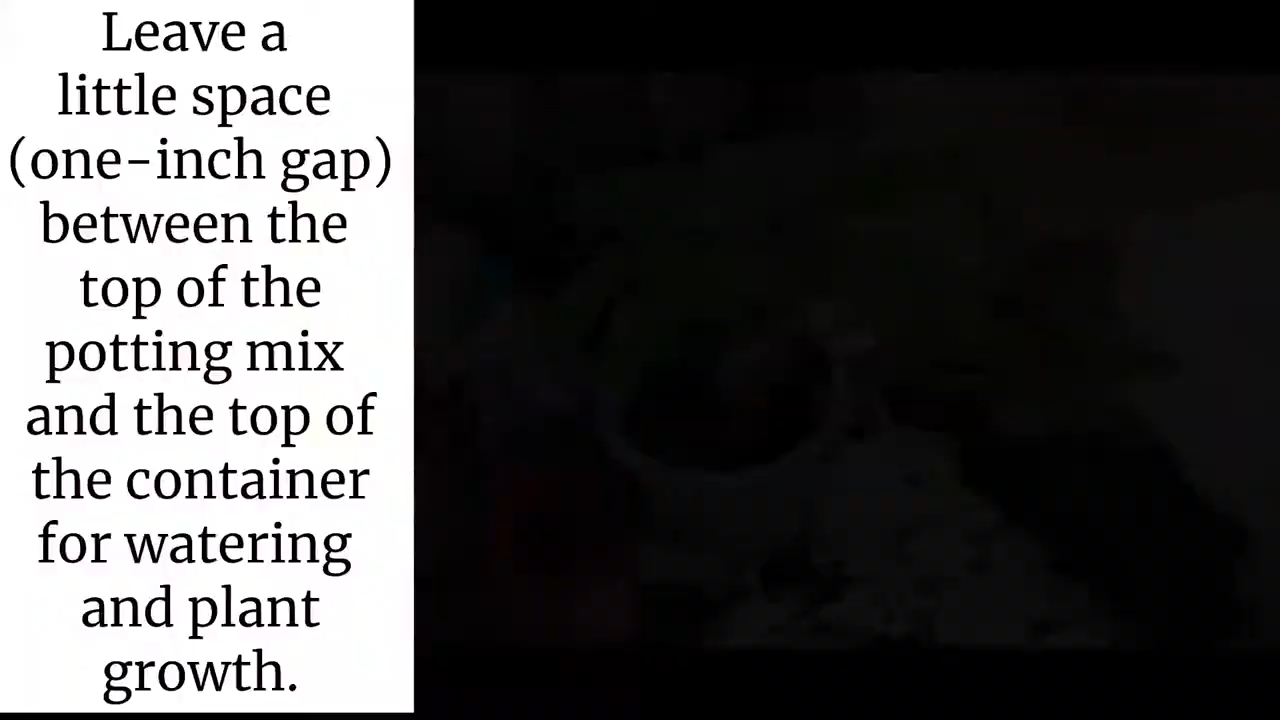 Leave a
little space
(one-inch gap)
between the
top of the
potting mix
and the top of
the container
for watering
and plant
growth.